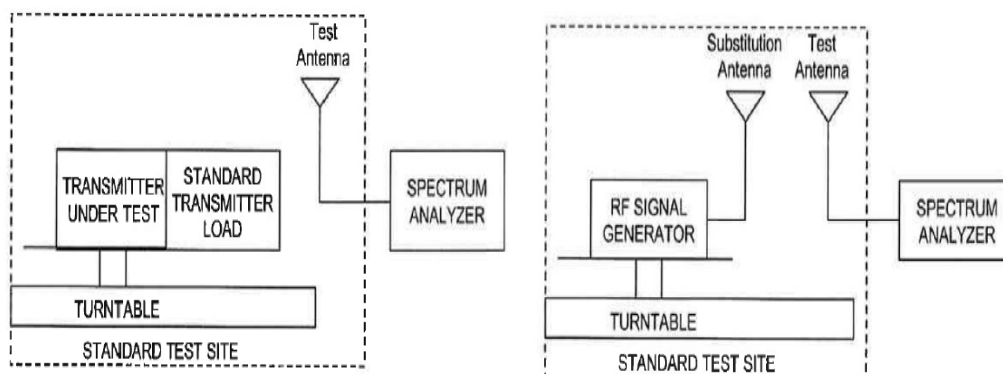 Test
Antenna
TRANSMITTER
UNDER TEST
STANDARD
TRANSMITTER
LOAD
SPECTRUM
ANALYZER
TURNTABLE
STANDARD TEST SITE
Substitution
Antenna
Test
Antenna
RF SIGNAL
GENERATOR
SPECTRUM
ANALYZER
TURNTABLE
STANDARD TEST SITE